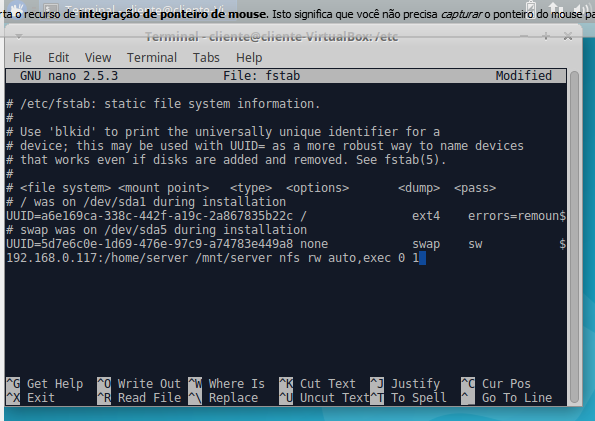 rta o recurso de integração de ponteiro de mouse. Isto significa que você não precisa capturar o ponteiro do mouse pa
Terminal - cliente@cliente-VirtualBox: /etc
File Edit View Terminal Tabs Help
GNU nano 2.5.3 File: fstab Modified
# /etc/fstab: static file system information.
#
# Use 'blkid' to print the universally unique identifier for a
# device; this may be used with UUID= as a more robust way to name devices
# that works even if disks are added and removed. See fstab(5).
#
# <file system> <mount point> <type> <options> <dump> <pass>
# / was on /dev/sda1 during installation
UUID=a6e169ca-338c-442f-a19c-2a867835b22c / ext4 errors=remoun$
# swap was on /dev/sda5 during installation
UUID=5d7e6c0e-1d69-476e-97c9-a74783e449a8 none swap sw $
192.168.0.117:/home/server /mnt/server nfs rw auto,exec 0 1
^G Get Help ^O Write Out ^W Where Is ^K Cut Text ^J Justify ^C Cur Pos
^X Exit ^R Read File ^\ Replace ^U Uncut Text ^T To Spell ^_ Go To Line